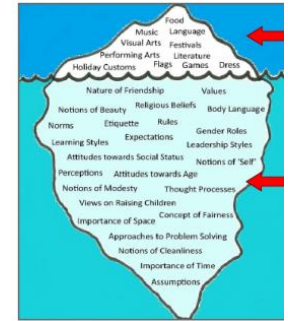 Food
Music Language
Visual Arts Festivals
Performing Arts Literature
Holiday Customs Flags Games Dress
Nature of Friendship Values
Notions of Beauty Religious Beliefs Body Language
Norms Etiquette Rules Gender Roles
Learning Styles Expectations Leadership Styles
Attitudes towards Social Status Notions of 'Self'
Perceptions Attitudes towards Age
Notions of Modesty Thought Processes
Views on Raising Children
Importance of Space Concept of Fairness
Approaches to Problem Solving
Notions of Cleanliness
Importance of Time
Assumptions